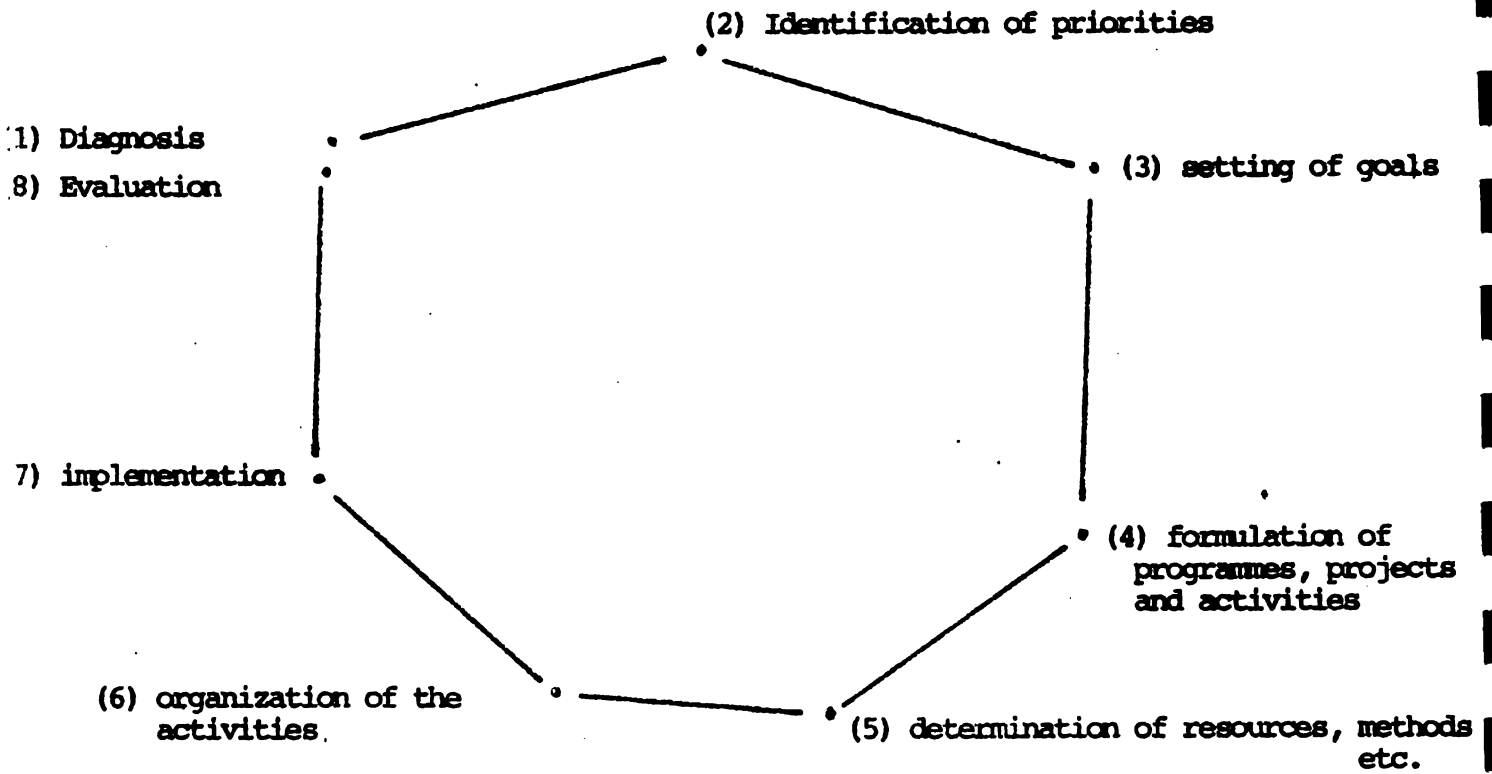 (2) Identification of priorities
1) Diagnosis
8) Evaluation
(3) setting of goals
7) implementation
(4) formulation of
programmes, projects
and activities
(6) organization of the
activities.
(5) determination of resources, methods
etc.